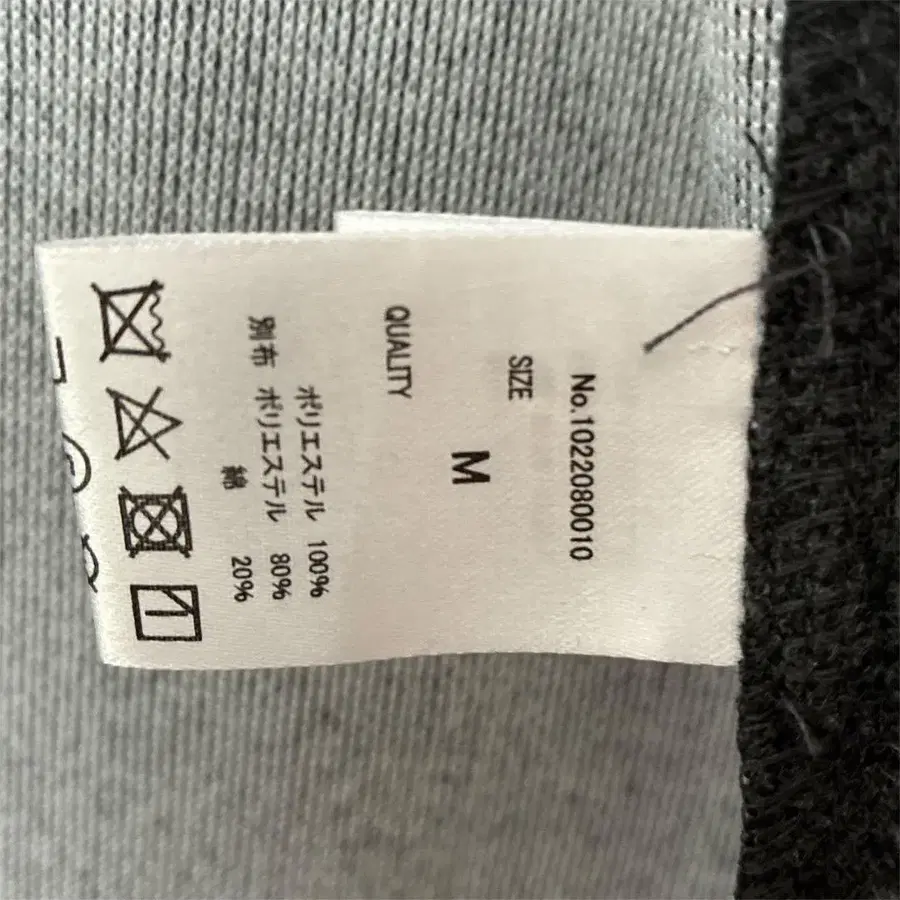 No.1022080010
SIZE
M
QUALITY
ポリエステル 100%
別布 ポリエステル 80%
綿 20%